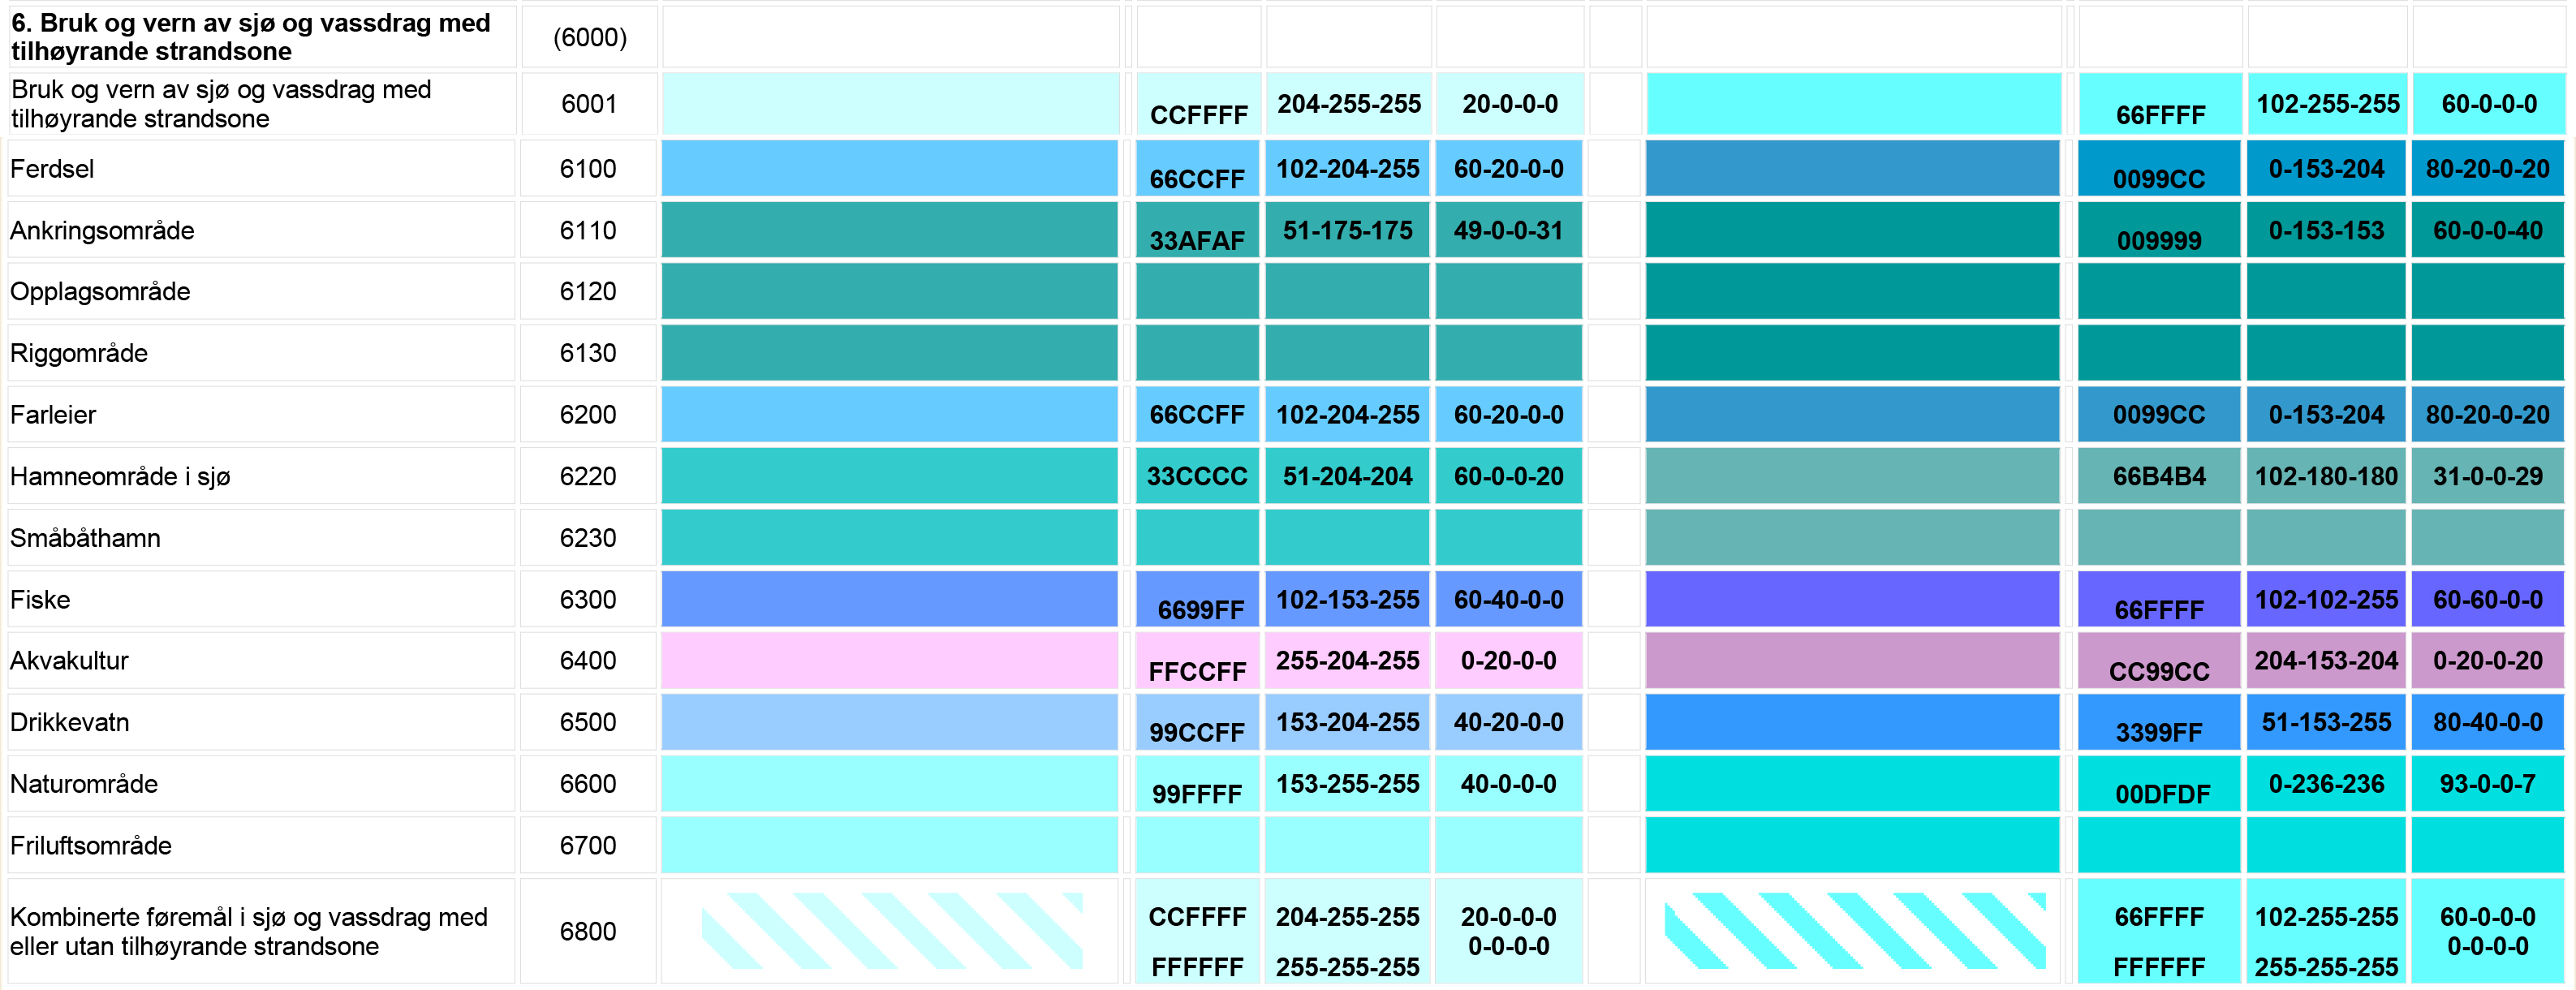 6. Bruk og vern av sjø og vassdrag med
tilhøyrande strandsone
(6000)
Bruk og vern av sjø og vassdrag med
tilhøyrande strandsone
6001 CCFFFF 204-255-255 20-0-0-0 66FFFF 102-255-255 60-0-0-0
Ferdsel 6100 66CCFF 102-204-255 60-20-0-0 0099CC 0-153-204 80-20-0-20
Ankringsområde 6110 33AFAF 51-175-175 49-0-0-31 009999 0-153-153 60-0-0-40
Opplagsområde 6120
Riggområde 6130
Farleier 6200 66CCFF 102-204-255 60-20-0-0 0099CC 0-153-204 80-20-0-20
Hamneområde i sjø 6220 33CCCC 51-204-204 60-0-0-20 66B4B4 102-180-180 31-0-0-29
Småbåthamn 6230
Fiske 6300 6699FF 102-153-255 60-40-0-0 66FFFF 102-102-255 60-60-0-0
Akvakultur 6400 FFCCFF 255-204-255 0-20-0-0 CC99CC 204-153-204 0-20-0-20
Drikkevatn 6500 99CCFF 153-204-255 40-20-0-0 3399FF 51-153-255 80-40-0-0
Naturområde 6600 99FFFF 153-255-255 40-0-0-0 00DFDF 0-236-236 93-0-0-7
Friluftsområde 6700
Kombinerte føremål i sjø og vassdrag med
eller utan tilhøyrande strandsone
6800
CCFFFF 204-255-255 20-0-0-0 66FFFF 102-255-255 60-0-0-0
0-0-0-0 0-0-0-0
FFFFFF 255-255-255 FFFFFF 255-255-255